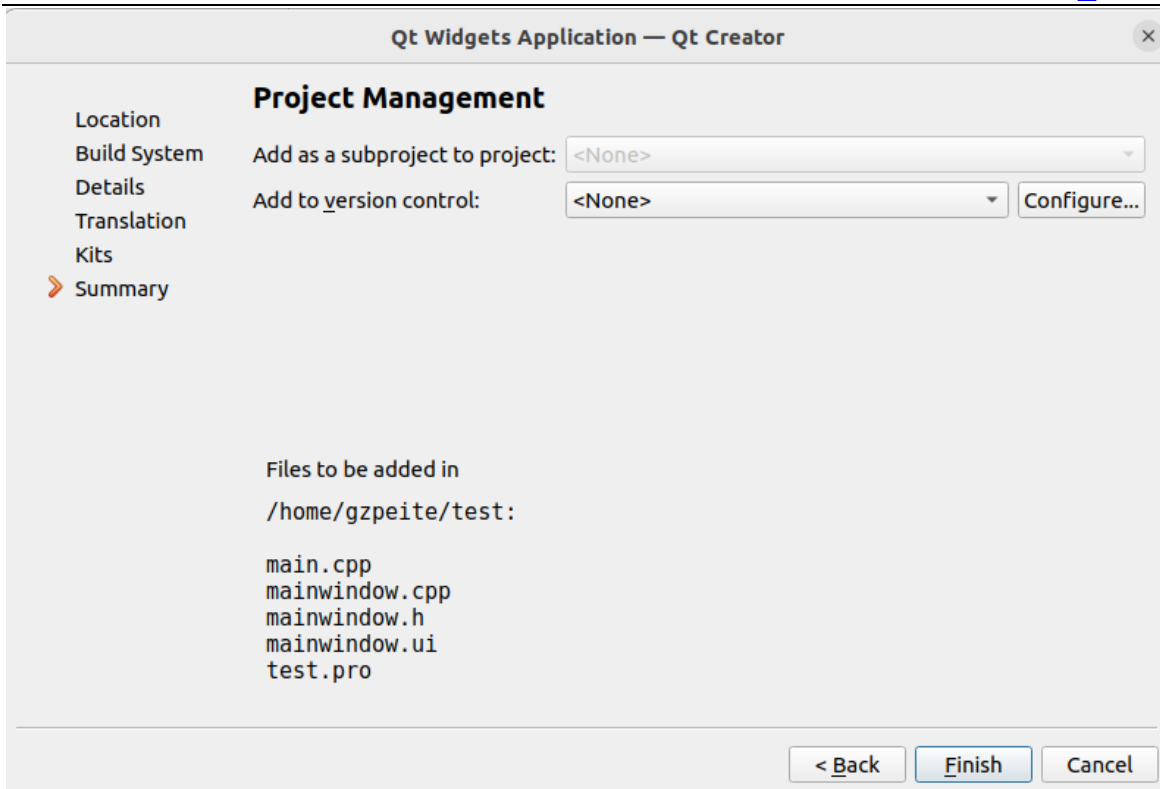 Qt Widgets Application — Qt Creator
Project Management
Location
Build System
Details
Translation
Kits
Summary
Add as a subproject to project: <None>
Add to version control: <None> Configure...
Files to be added in
/home/gzpeite/test:
main.cpp
mainwindow.cpp
mainwindow.h
mainwindow.ui
test.pro
< Back Finish Cancel